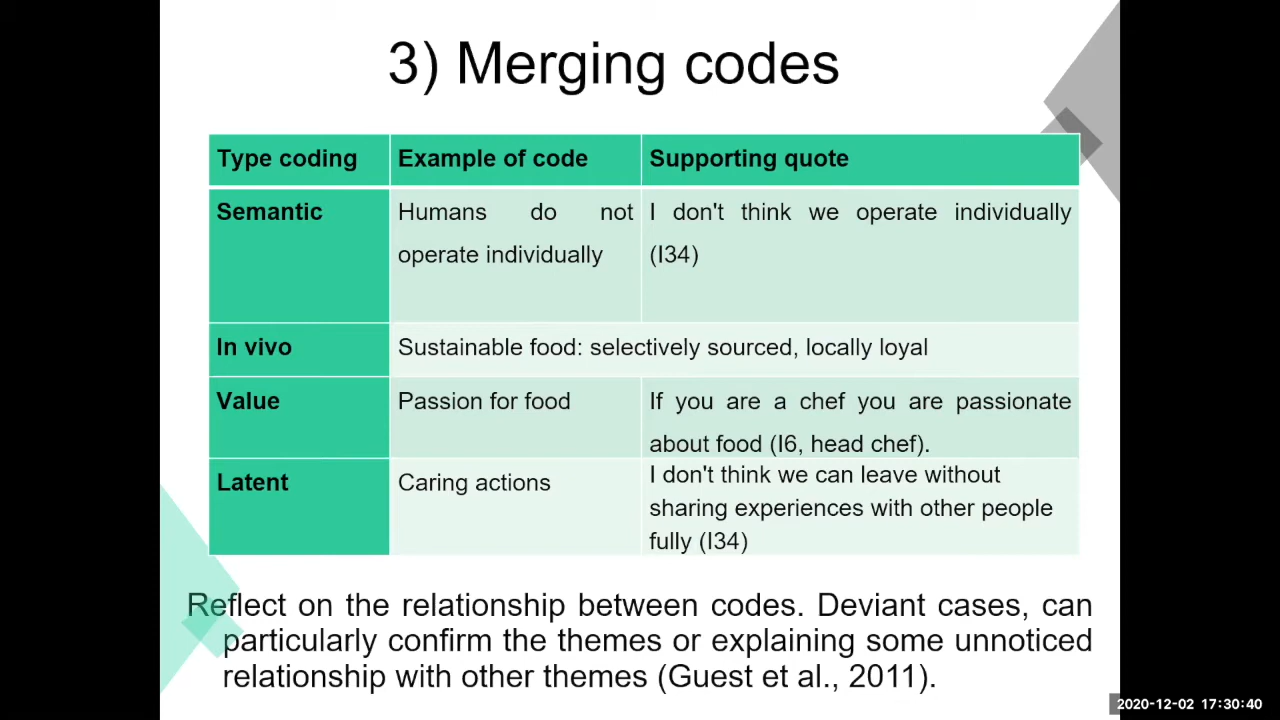 3) Merging codes
Type coding
Example of code
Supporting quote
Semantic
Humans do not
operate individually
I don't think we operate individually
(I34)
In vivo
Sustainable food: selectively sourced, locally loyal
Value
Passion for food
If you are a chef you are passionate
about food (I6, head chef).
Latent
Caring actions
I don't think we can leave without
sharing experiences with other people
fully (I34)
Reflect on the relationship between codes. Deviant cases, can
particularly confirm the themes or explaining some unnoticed
relationship with other themes (Guest et al., 2011).
2020-12-02 17:30:40